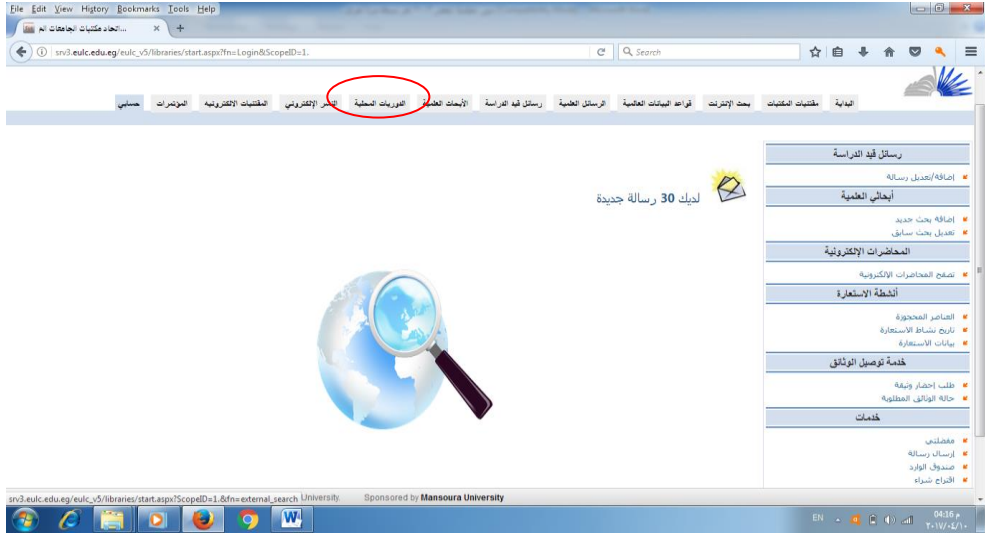 File Edit View History Bookmarks Tools Help
اتحاد مكتبات الجامعات الم...
srv3.eulc.edu.eg/eulc_v5/libraries/start.aspx?fn=Login&ScopeID=1.
Search
البداية مقتنيات المكتبات بحث الإنترنت قواعد البيانات العالمية الرسائل العلمية رسائل قيد الدراسة الأبحاث العلمية الدوريات المحلية النشر الإلكتروني المقتنيات الالكترونيه المؤتمرات حسابي
رسائل قيد الدراسة
إضافة/تعديل رسالة
أبحاثي العلمية
إضافة بحث جديد
تعديل بحث سابق
المحاضرات الإلكترونية
تصفح المحاضرات الإلكترونية
أنشطة الاستعارة
العناصر المحجوزة
تاريخ نشاط الاستعارة
بيانات الاستعارة
خدمة توصيل الوثائق
طلب إحضار وثيقة
حالة الوثائق المطلوبة
خدمات
مفضلتي
إرسال رسالة
صندوق الوارد
اقتراح شراء
لديك 30 رسالة جديدة
srv3.eulc.edu.eg/eulc_v5/libraries/start.aspx?ScopeID=1.&fn=external_search University. Sponsored by Mansoura University
EN
04:16 م
٢٠١٧/٠٤/١٠